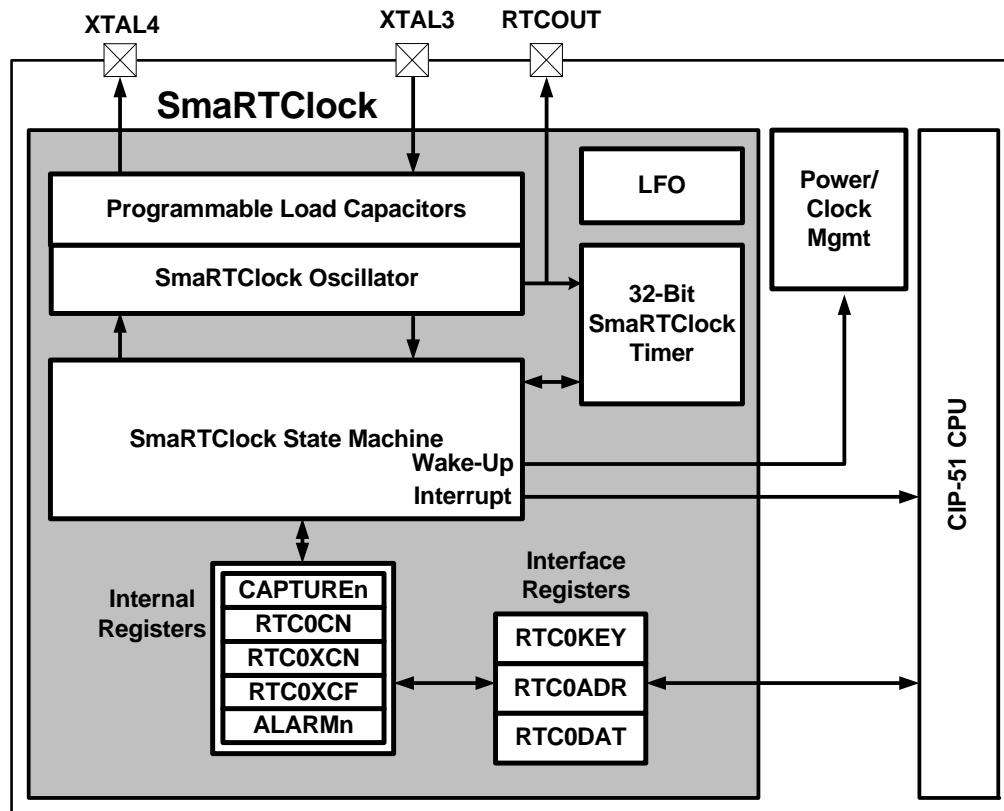 XTAL4
XTAL3
RTCOUT
SmaRTClock
Programmable Load Capacitors
SmaRTClock Oscillator
LFO
32-Bit
SmaRTClock
Timer
Power/
Clock
Mgmt
CIP-51 CPU
SmaRTClock State Machine
Wake-Up
Interrupt
Internal
Registers
CAPTUREn
RTC0CN
RTC0XCN
RTC0XCF
ALARMn
Interface
Registers
RTC0KEY
RTC0ADR
RTC0DAT